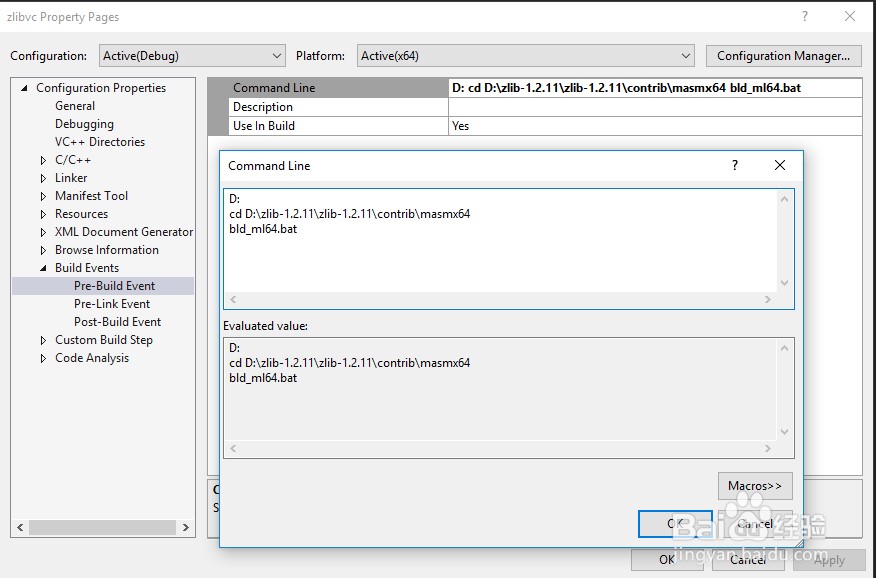 zlibvc Property Pages
?
Configuration: Active(Debug) Platform: Active(x64) Configuration Manager...
Configuration Properties
General
Debugging
VC++ Directories
C/C++
Linker
Manifest Tool
Resources
XML Document Generator
Browse Information
Build Events
Pre-Build Event
Pre-Link Event
Post-Build Event
Custom Build Step
Code Analysis
Command Line D: cd D:\zlib-1.2.11\zlib-1.2.11\contrib\masmx64 bld_ml64.bat
Description
Use In Build Yes
Command Line
?
D:
cd D:\zlib-1.2.11\zlib-1.2.11\contrib\masmx64
bld_ml64.bat
Evaluated value:
D:
cd D:\zlib-1.2.11\zlib-1.2.11\contrib\masmx64
bld_ml64.bat
Macros>>
OK Cancel
OK Cancel Apply
Baidu经验
jingyan.baidu.com